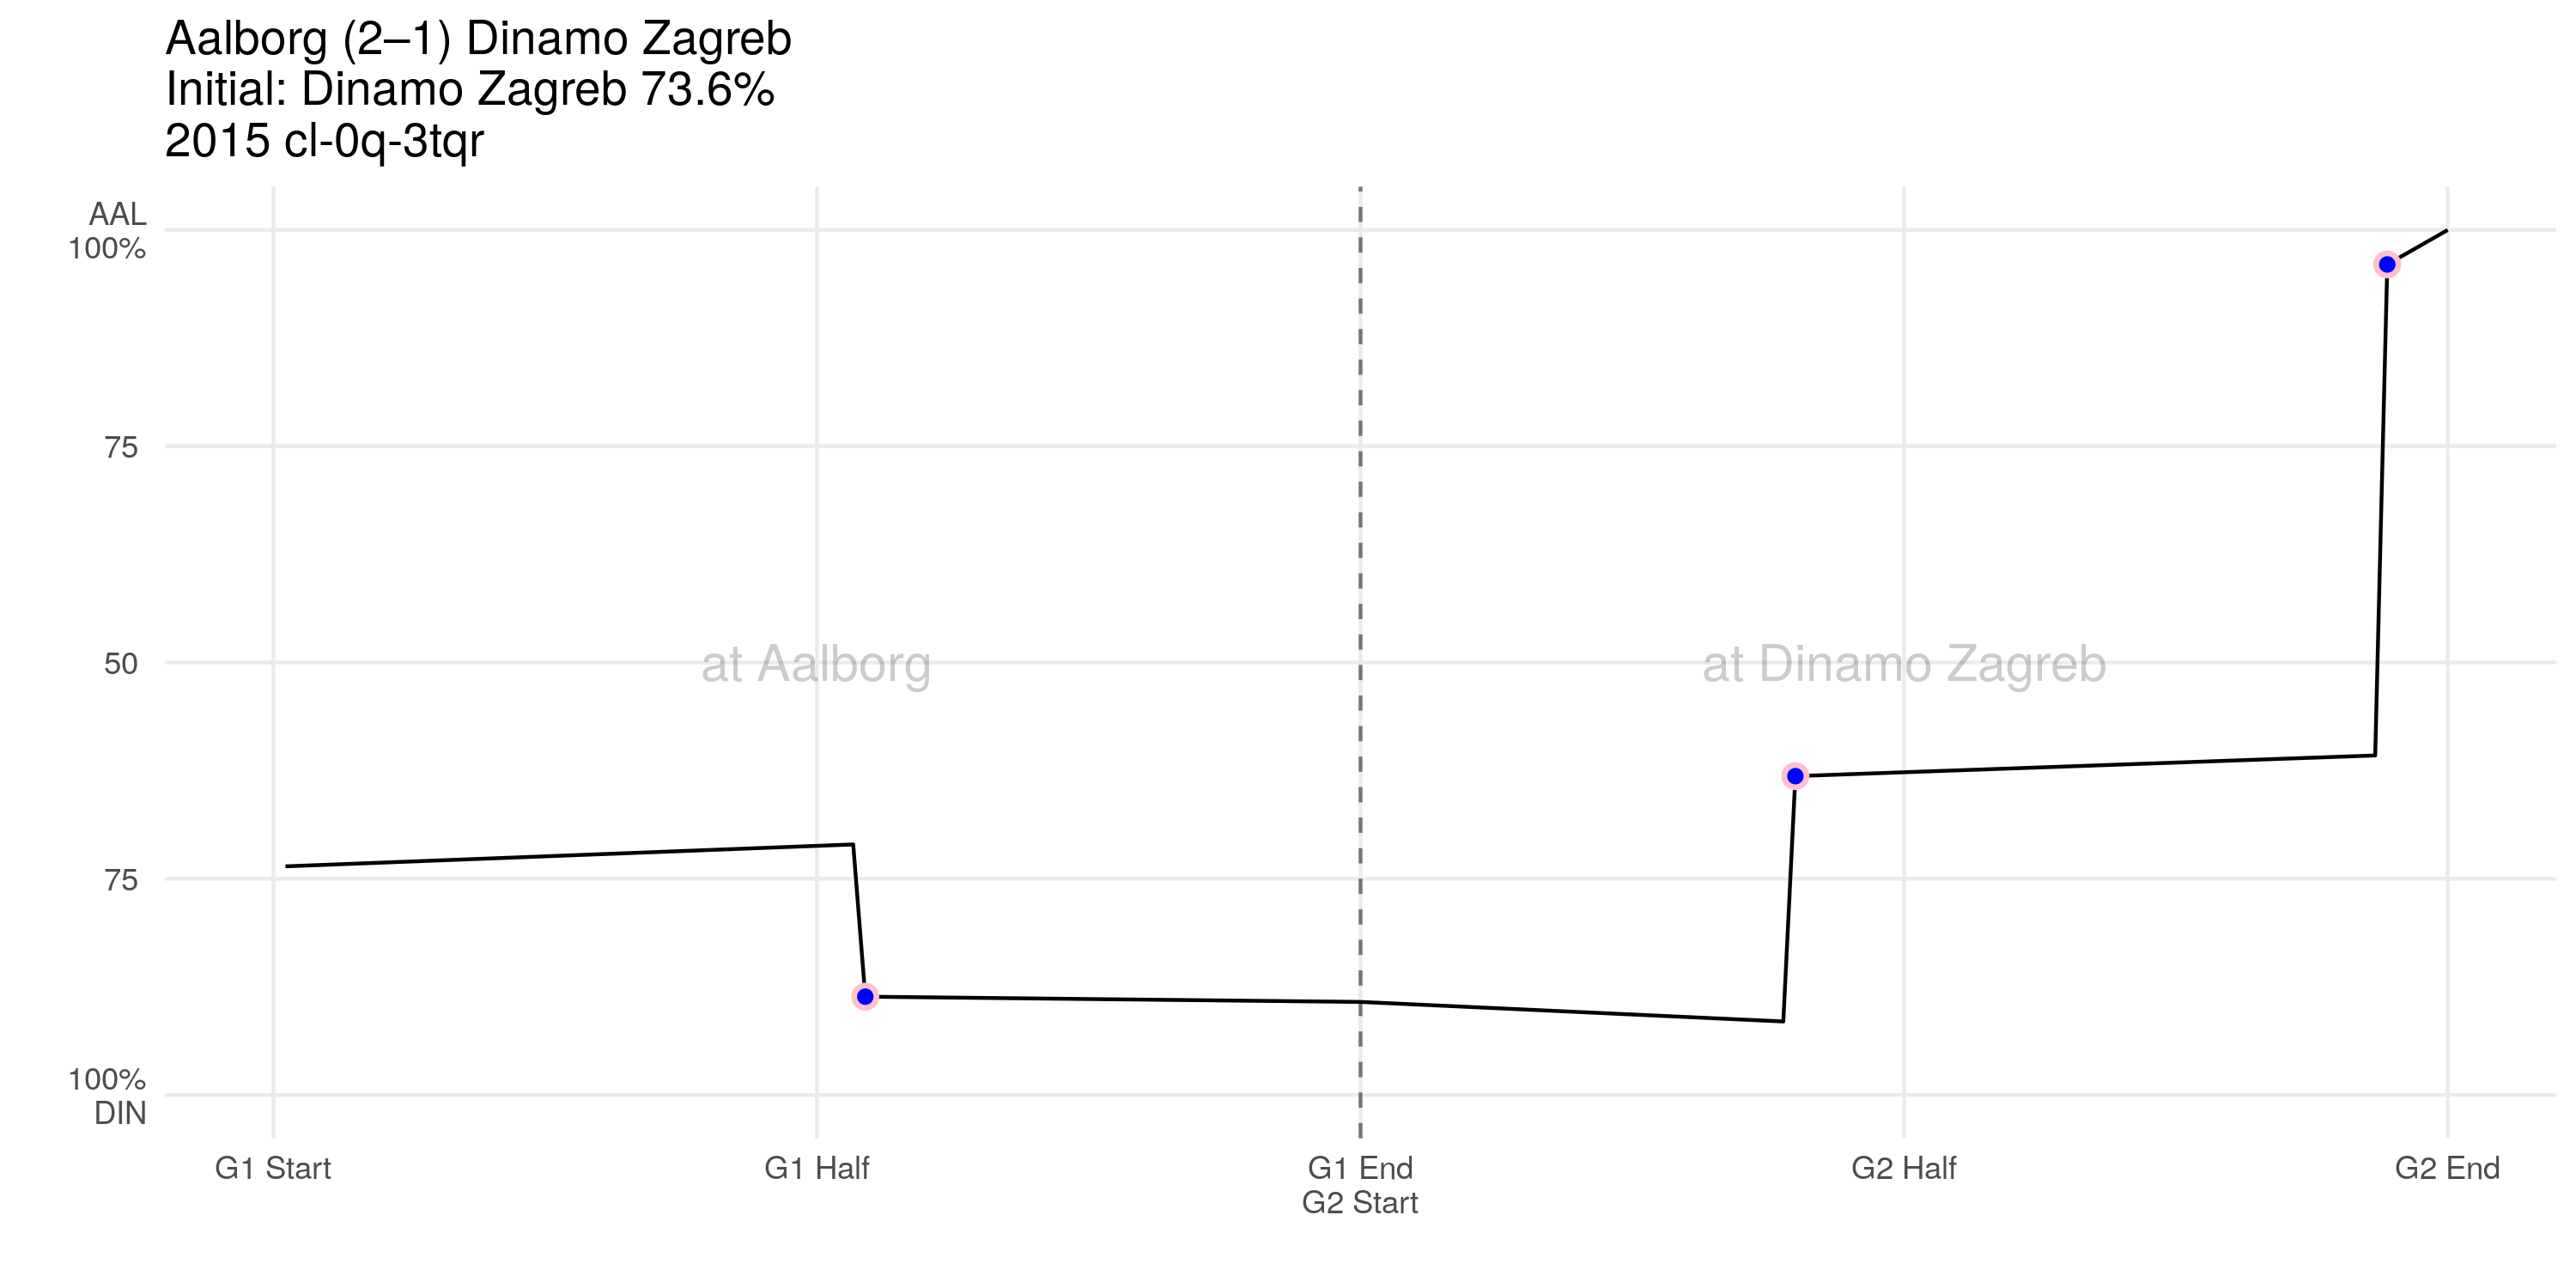 Aalborg (2–1) Dinamo Zagreb
Initial: Dinamo Zagreb 73.6%
2015 cl-0q-3tqr
AAL
100%
75
50
75
100%
DIN
at Aalborg
at Dinamo Zagreb
G1 Start
G1 Half
G1 End
G2 Start
G2 Half
G2 End